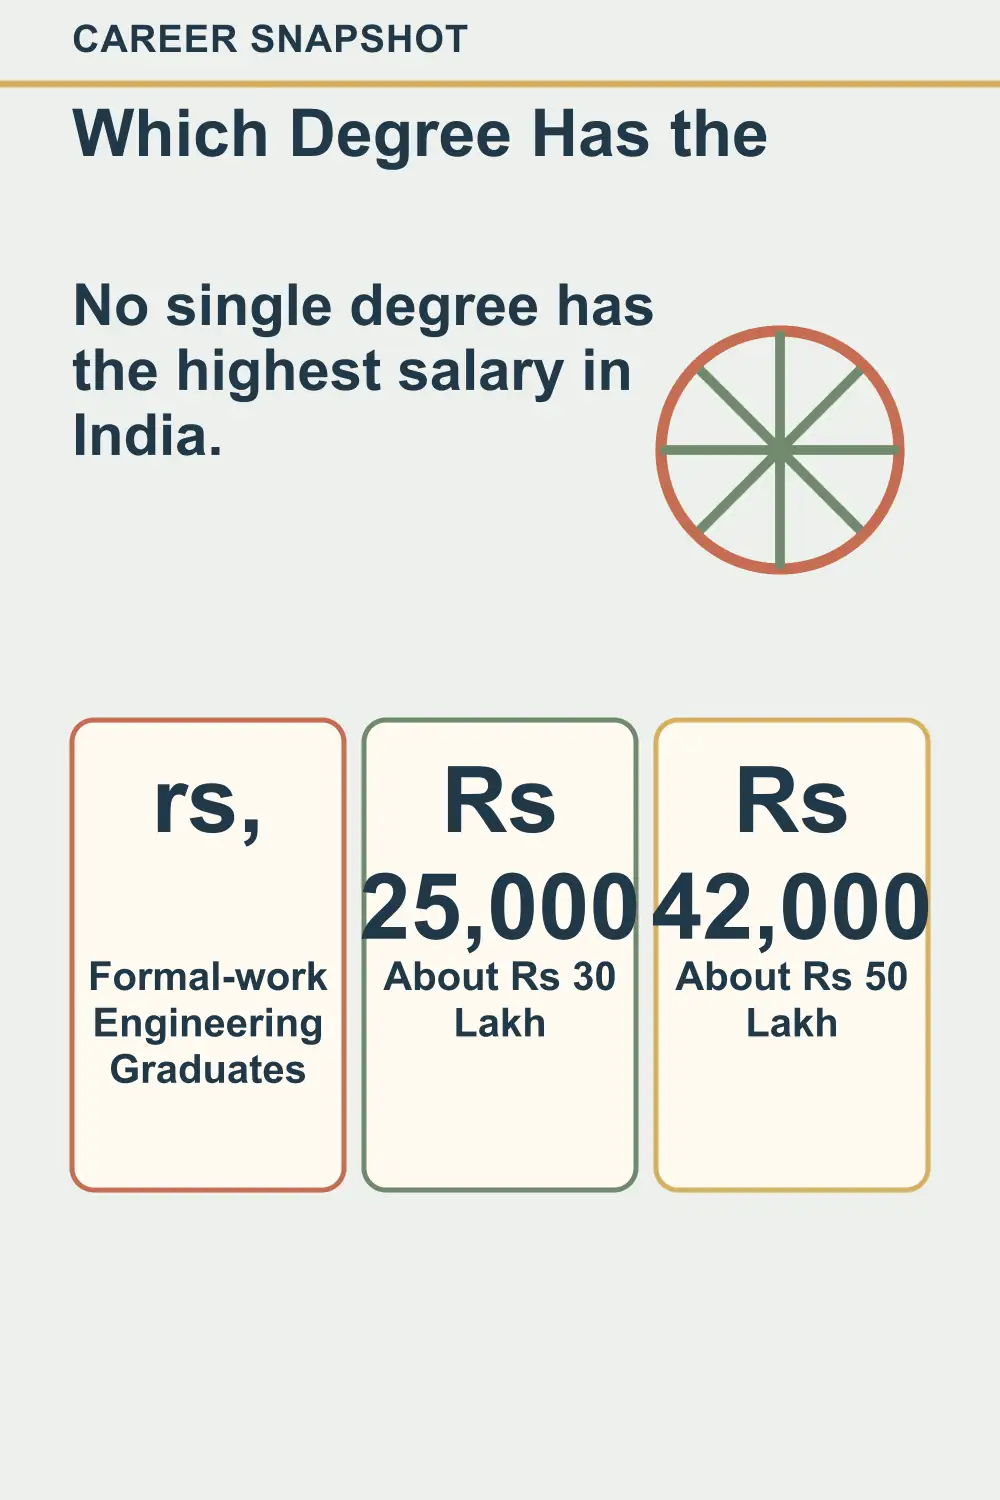 CAREER SNAPSHOT
Which Degree Has the
No single degree has
the highest salary in
India.
rs,
Formal-work
Engineering
Graduates
Rs
25,000
About Rs 30
Lakh
Rs
42,000
About Rs 50
Lakh